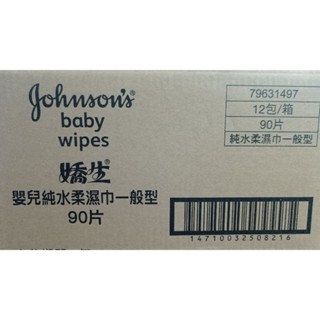 Johnson's®
baby
wipes
嬌生®
嬰兒純水柔濕巾一般型
90片
79631497
12包/箱
90片
純水柔濕巾一般型
14710032508216